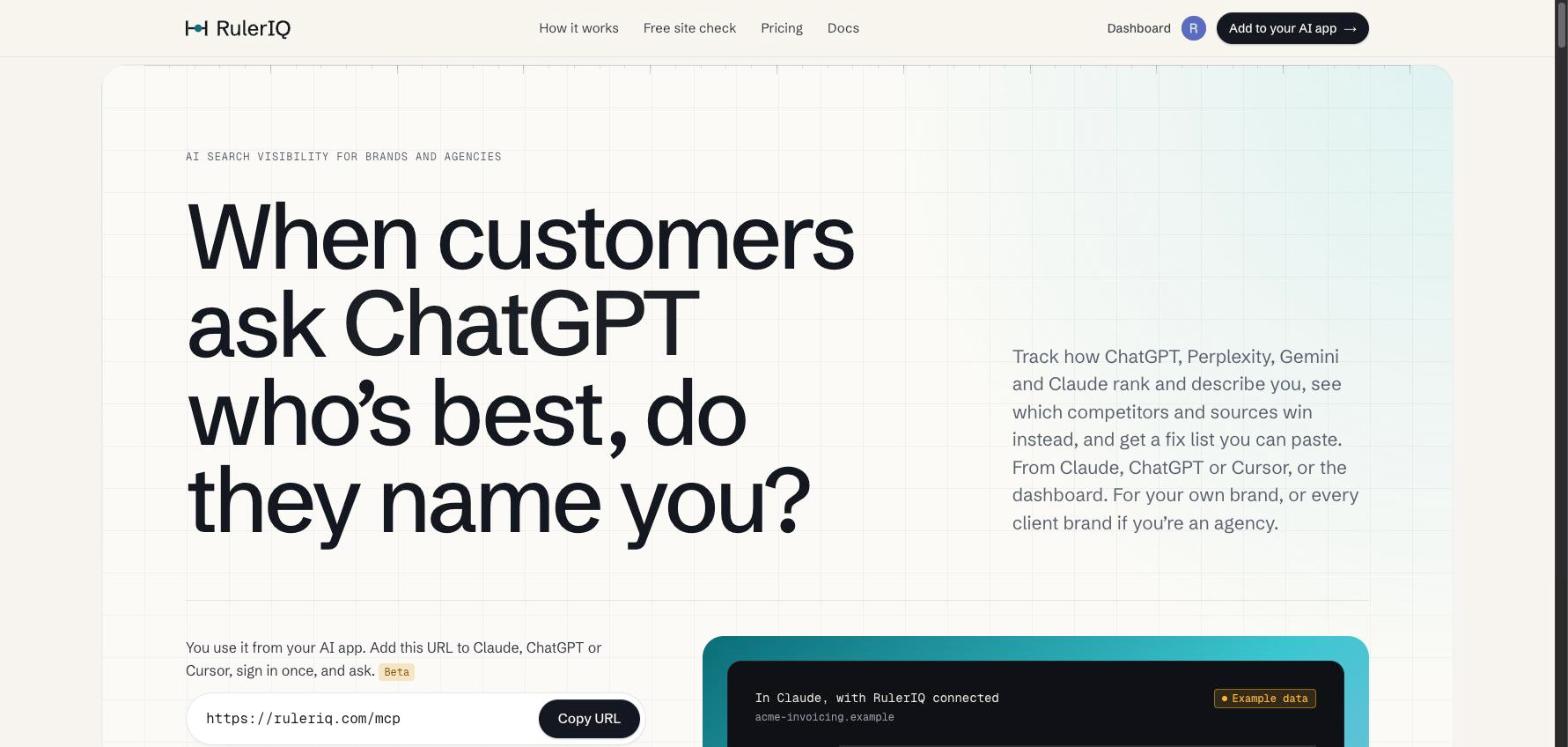 RulerIQ
How it works
Free site check
Pricing
Docs
Dashboard
R
Add to your AI app →
AI SEARCH VISIBILITY FOR BRANDS AND AGENCIES
When customers
ask ChatGPT
who’s best, do
they name you?
Track how ChatGPT, Perplexity, Gemini
and Claude rank and describe you, see
which competitors and sources win
instead, and get a fix list you can paste.
From Claude, ChatGPT or Cursor, or the
dashboard. For your own brand, or every
client brand if you’re an agency.
You use it from your AI app. Add this URL to Claude, ChatGPT or
Cursor, sign in once, and ask. Beta
https://ruleriq.com/mcp
Copy URL
In Claude, with RulerIQ connected
Example data
acme-invoicing.example